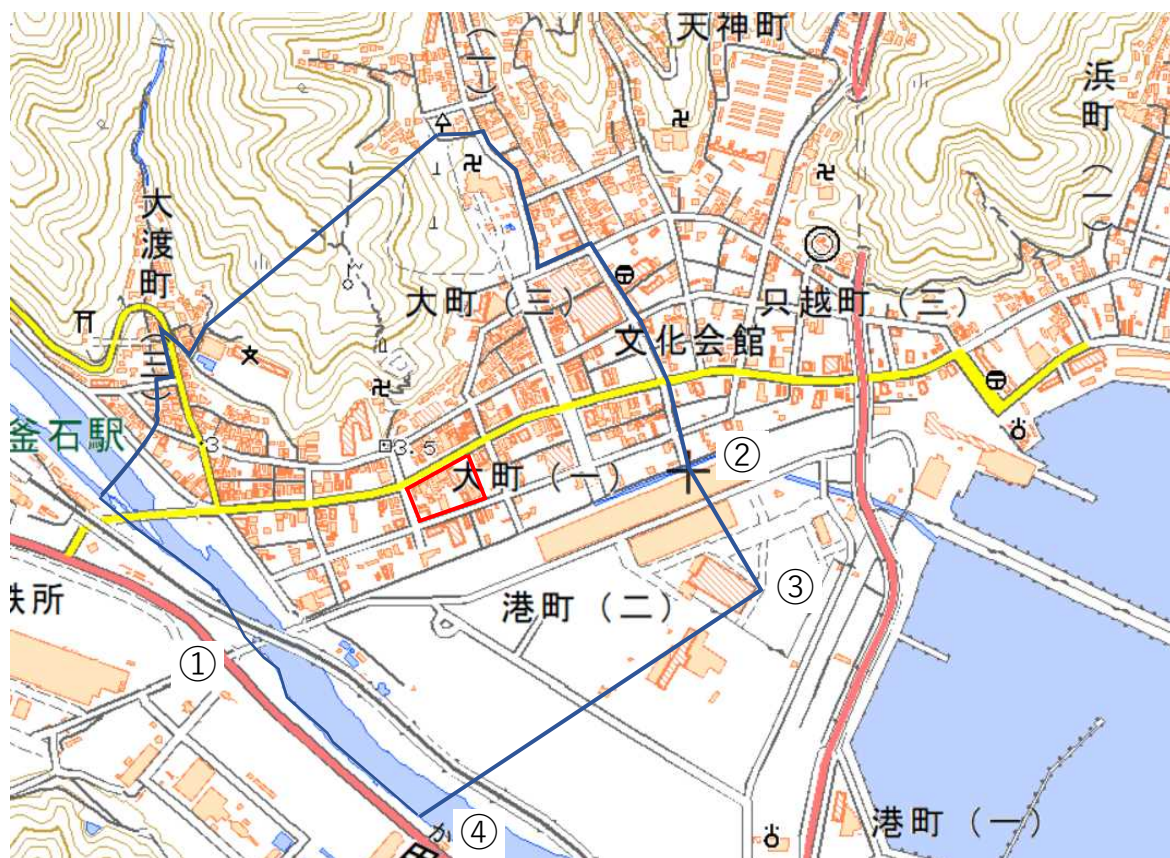 天神町
浜町(一)
(一)
大渡町
(三)
大町(三)
只越町(三)
文化会館
釜石駅
3
3.5
大町(一)
②
③
港町(二)
鉄所
①
④
港町(一)